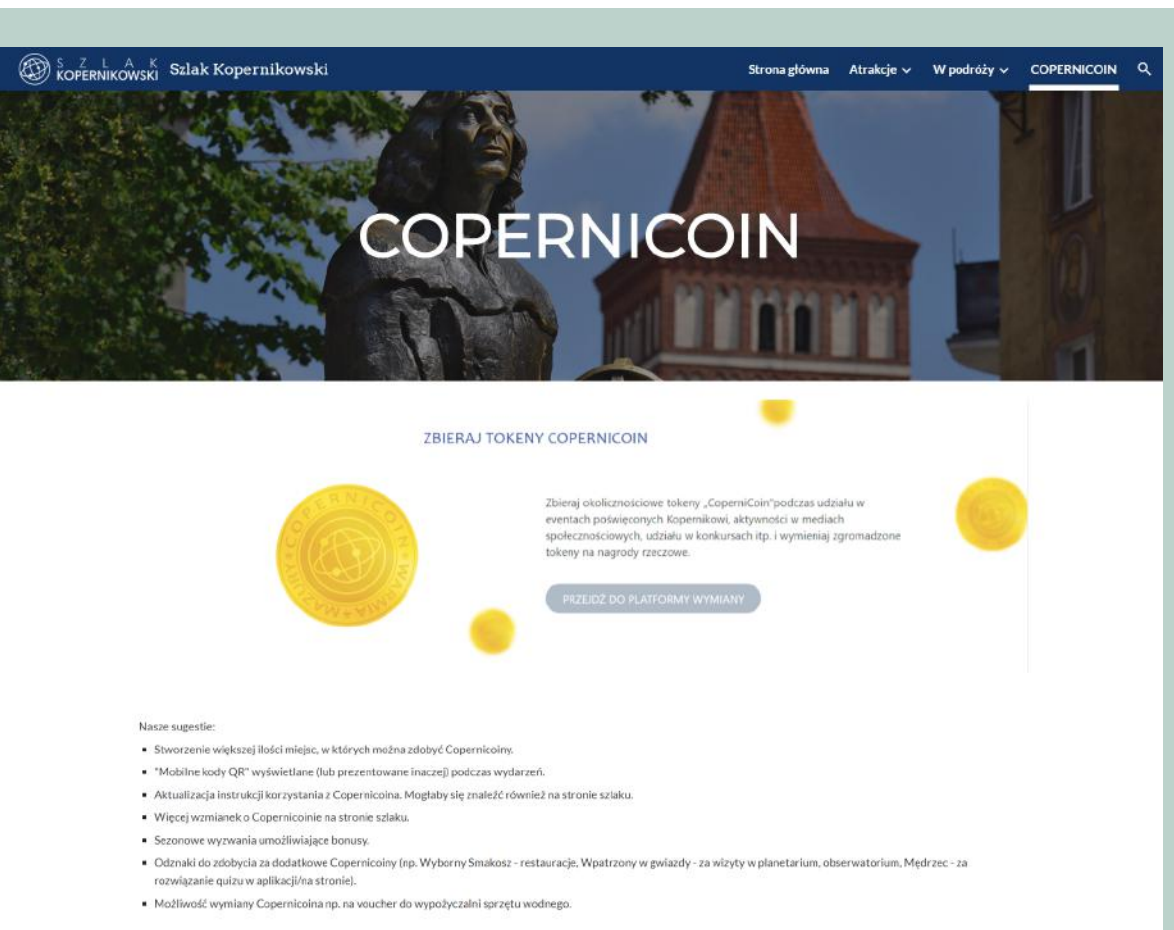 SZLAK
KOPERNIKOWSKI
Szlak Kopernikowski
Strona główna
Atrakcje
W podróży
COPERNICOIN
COPERNICOIN
ZBIERAJ TOKENY COPERNICOIN
COPERNICOIN WARMIA MAZURY
Zbieraj okolicznościowe tokeny „CoperniCoin"podczas udziału w
eventach poświęconych Kopernikowi, aktywności w mediach
społecznościowych, udziału w konkursach itp. i wymieniaj zgromadzone
tokeny na nagrody rzeczowe.
PRZEJDŹ DO PLATFORMY WYMIANY
Nasze sugestie:
▪ Stworzenie większej ilości miejsc, w których można zdobyć Copernicoiny.
▪ "Mobilne kody QR" wyświetlane (lub prezentowane inaczej) podczas wydarzeń.
▪ Aktualizacja instrukcji korzystania z Copernicoina. Mogłaby się znaleźć również na stronie szlaku.
▪ Więcej wzmianek o Copernicoinie na stronie szlaku.
▪ Sezonowe wyzwania umożliwiające bonusy.
▪ Odznaki do zdobycia za dodatkowe Copernicoiny (np. Wyborny Smakosz - restauracje, Wpatrzony w gwiazdy - za wizyty w planetarium, obserwatorium, Mędrzec - za
rozwiązanie quizu w aplikacji/na stronie).
▪ Możliwość wymiany Copernicoina np. na voucher do wypożyczalni sprzętu wodnego.